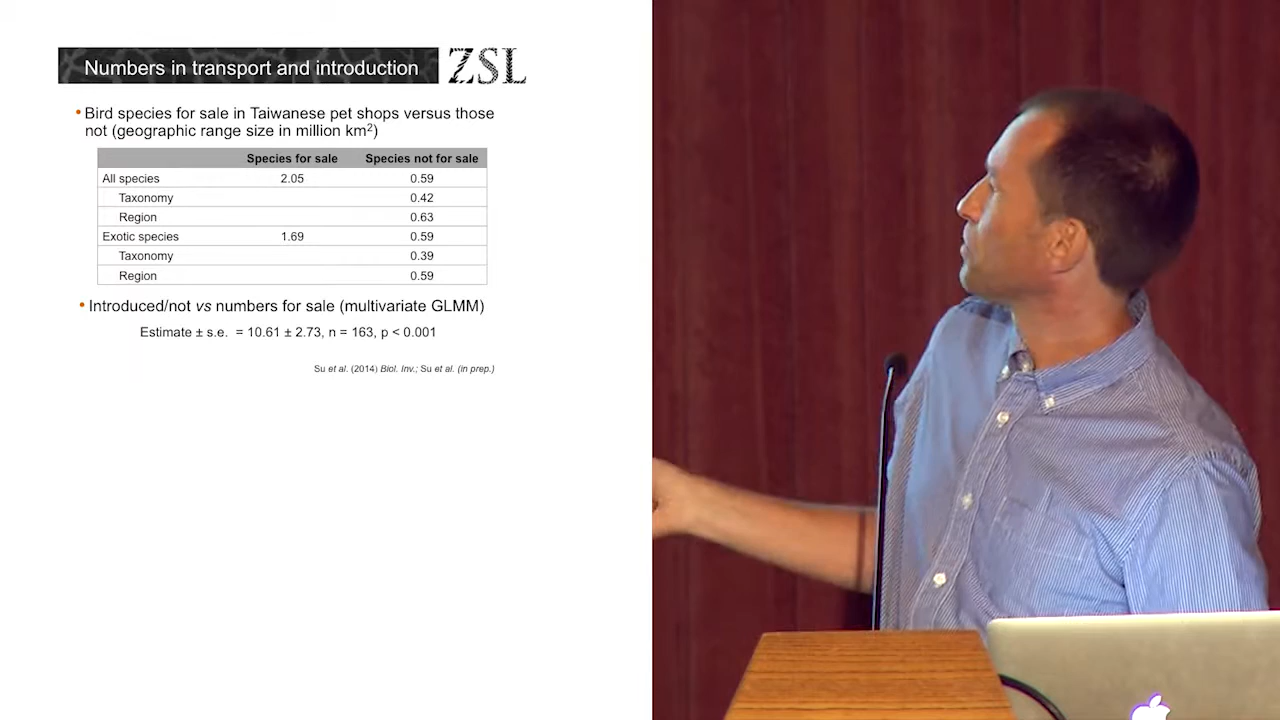 Numbers in transport and introduction
ZSL
• Bird species for sale in Taiwanese pet shops versus those
not (geographic range size in million km²)
Species for sale Species not for sale
All species 2.05 0.59
Taxonomy 0.42
Region 0.63
Exotic species 1.69 0.59
Taxonomy 0.39
Region 0.59
• Introduced/not vs numbers for sale (multivariate GLMM)
Estimate ± s.e. = 10.61 ± 2.73, n = 163, p < 0.001
Su et al. (2014) Biol. Inv.; Su et al. (in prep.)